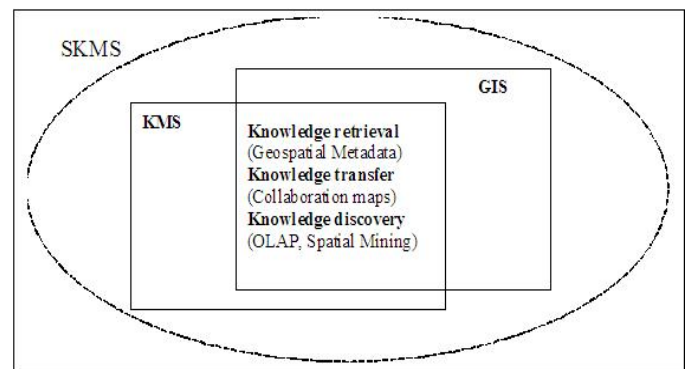 SKMS
GIS
KMS
Knowledge retrieval
(Geospatial Metadata)
Knowledge transfer
(Collaboration maps)
Knowledge discovery
(OLAP, Spatial Mining)